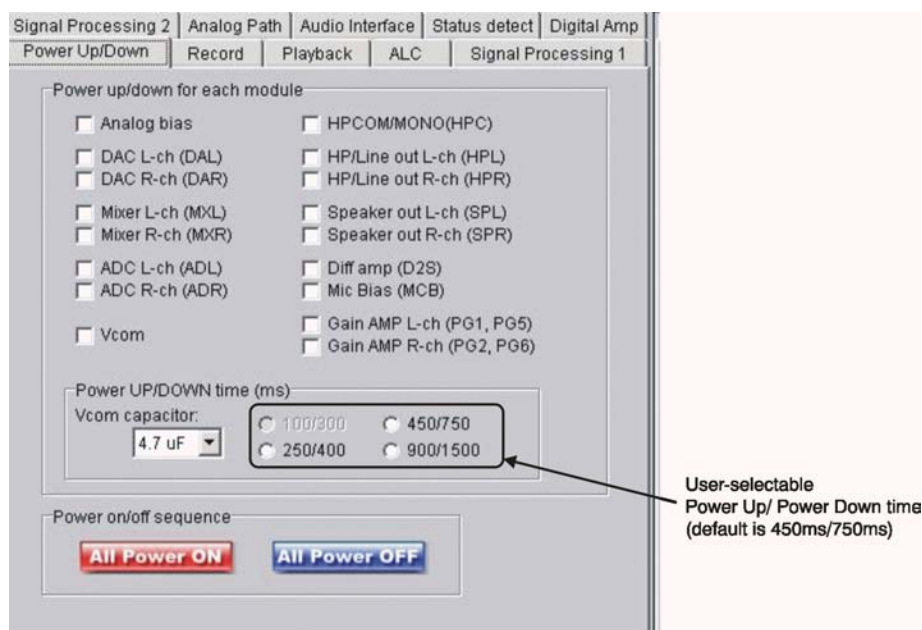 Signal Processing 2 Analog Path Audio Interface Status detect Digital Amp
Power Up/Down Record Playback ALC Signal Processing 1
Power up/down for each module
Analog bias HPCOM/MONO(HPC)
DAC L-ch (DAL) HP/Line out L-ch (HPL)
DAC R-ch (DAR) HP/Line out R-ch (HPR)
Mixer L-ch (MXL) Speaker out L-ch (SPL)
Mixer R-ch (MXR) Speaker out R-ch (SPR)
ADC L-ch (ADL) Diff amp (D2S)
ADC R-ch (ADR) Mic Bias (MCB)
Vcom Gain AMP L-ch (PG1, PG5)
Gain AMP R-ch (PG2, PG6)
Power UP/DOWN time (ms)
Vcom capacitor:
4.7 uF
100/300 450/750
250/400 900/1500
User-selectable
Power Up/ Power Down time
(default is 450ms/750ms)
Power on/off sequence
All Power ON All Power OFF